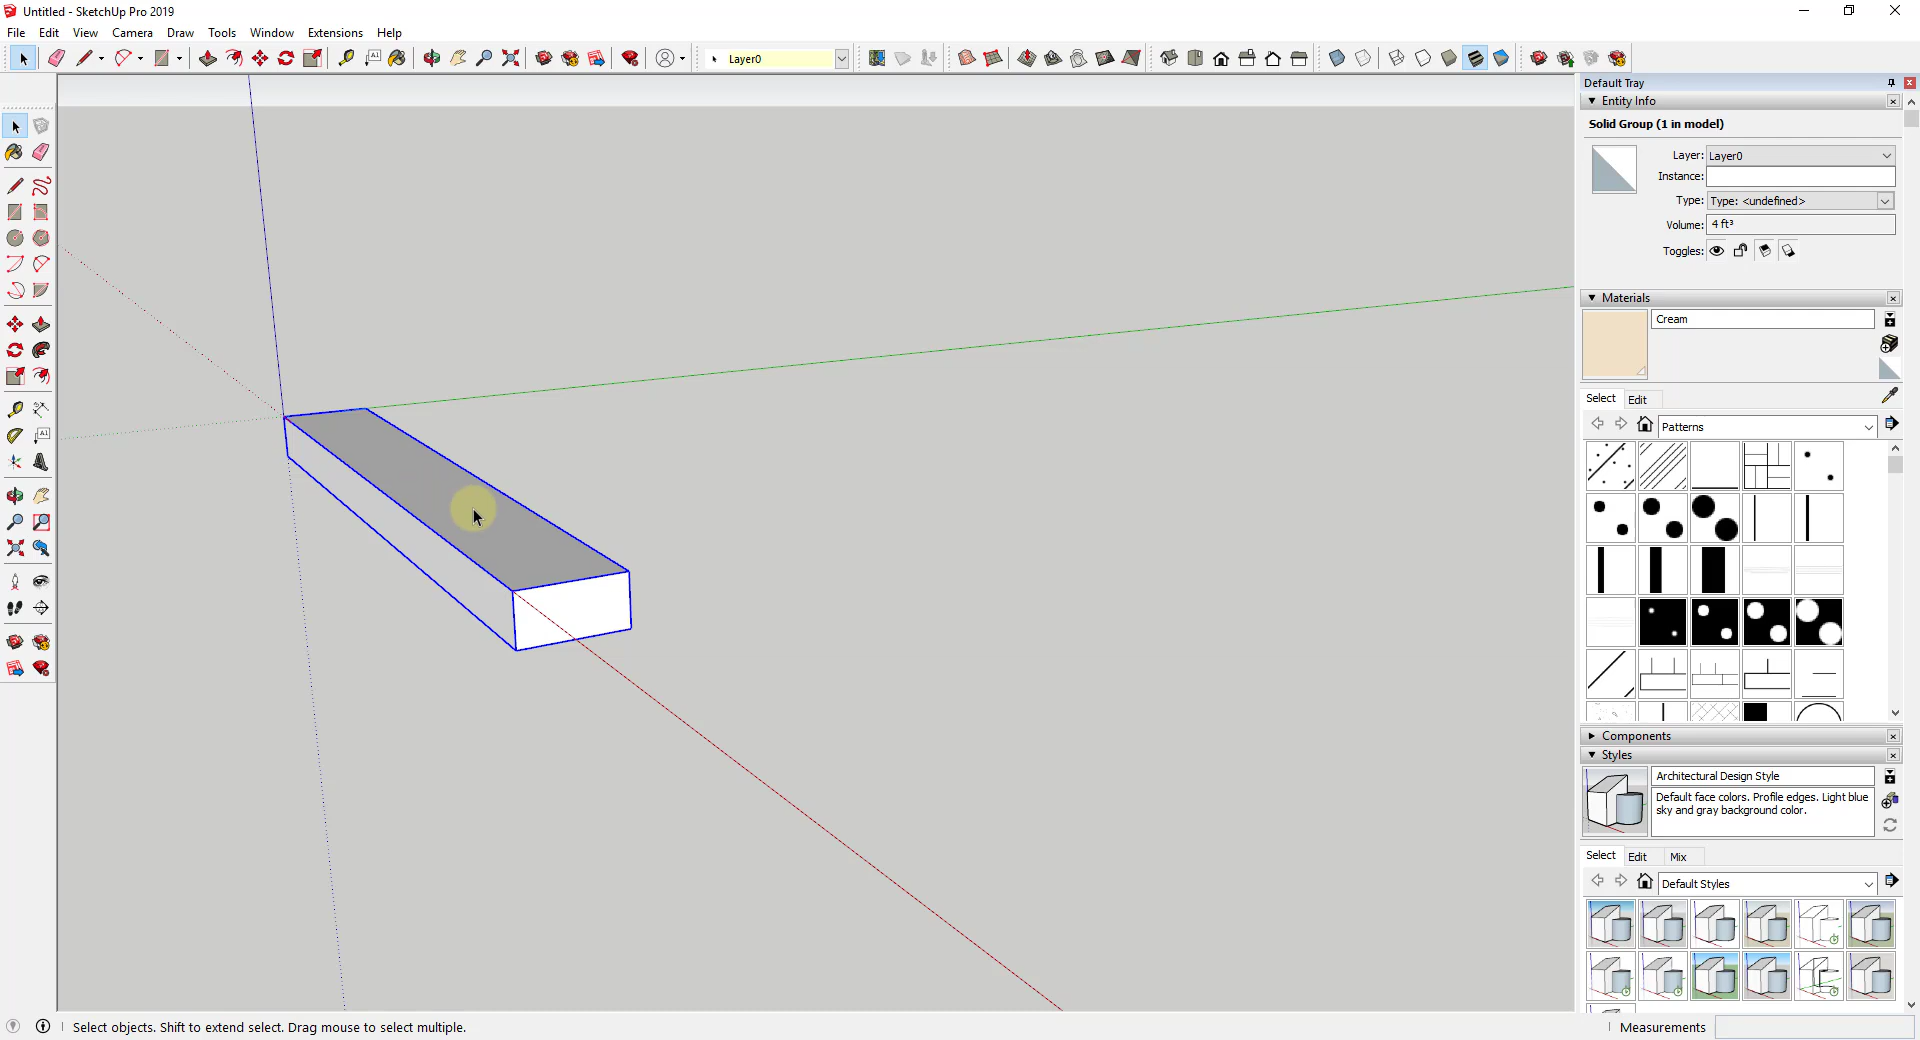 Untitled - SketchUp Pro 2019
File Edit View Camera Draw Tools Window Extensions Help
Layer0
Default Tray
Entity Info
Solid Group (1 in model)
Layer: Layer0
Instance:
Type: Type: <undefined>
Volume: 4 ft³
Toggles:
Materials
Cream
Select Edit
Patterns
Components
Styles
Architectural Design Style
Default face colors. Profile edges. Light blue
sky and gray background color.
Select Edit Mix
Default Styles
Select objects. Shift to extend select. Drag mouse to select multiple.
Measurements